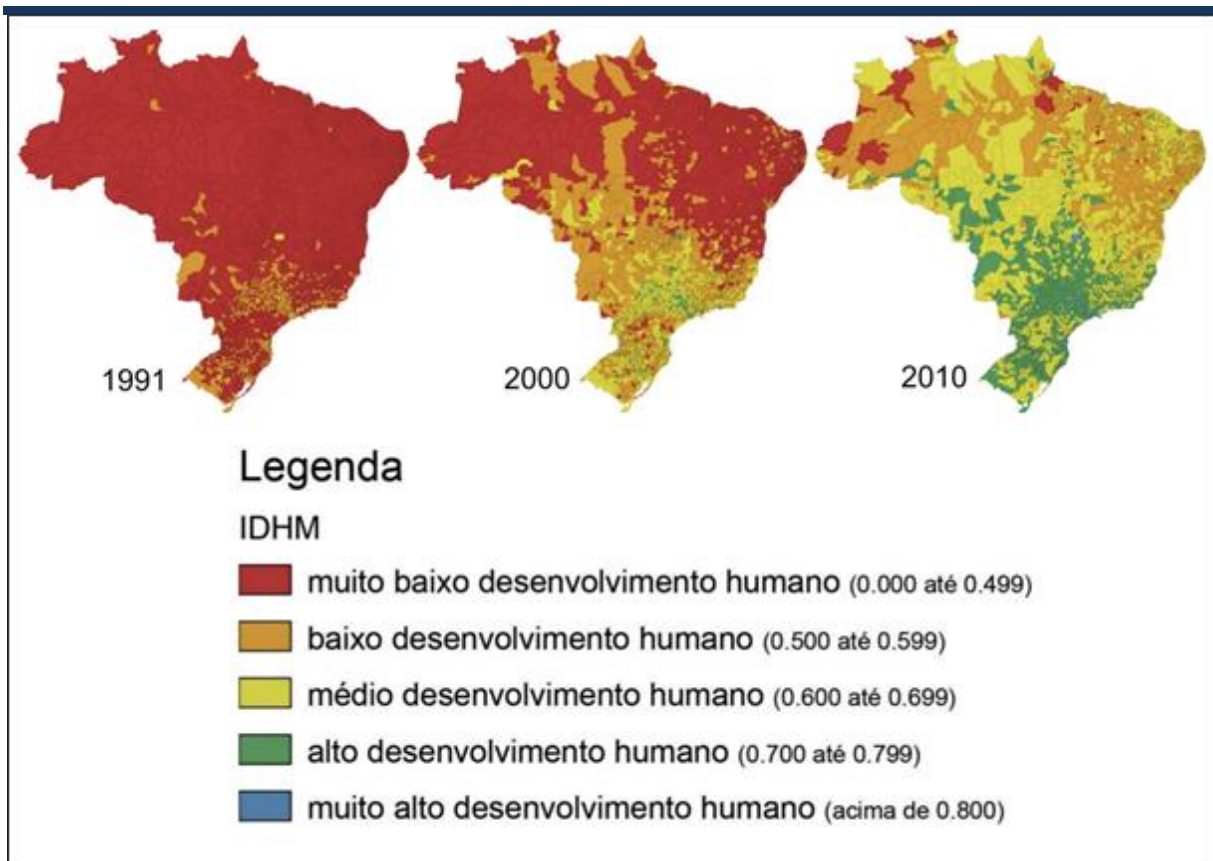 1991
2000
2010
Legenda
IDHM
muito baixo desenvolvimento humano (0.000 até 0.499)
baixo desenvolvimento humano (0.500 até 0.599)
médio desenvolvimento humano (0.600 até 0.699)
alto desenvolvimento humano (0.700 até 0.799)
muito alto desenvolvimento humano (acima de 0.800)